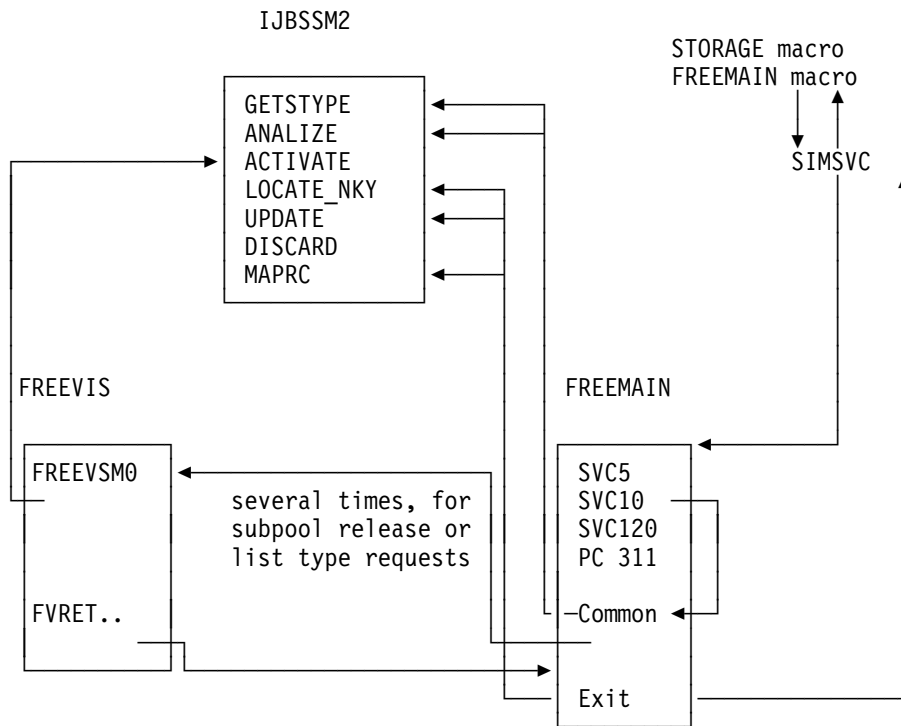 IJBSSM2
STORAGE macro
FREEMAIN macro
SIMSVC
GETSTYPE
ANALIZE
ACTIVATE
LOCATE_NKY
UPDATE
DISCARD
MAPRC
FREEVIS
FREEMAIN
FREEVSM0
several times, for
subpool release or
list type requests
FVRET..
SVC5
SVC10
SVC120
PC 311
Common
Exit